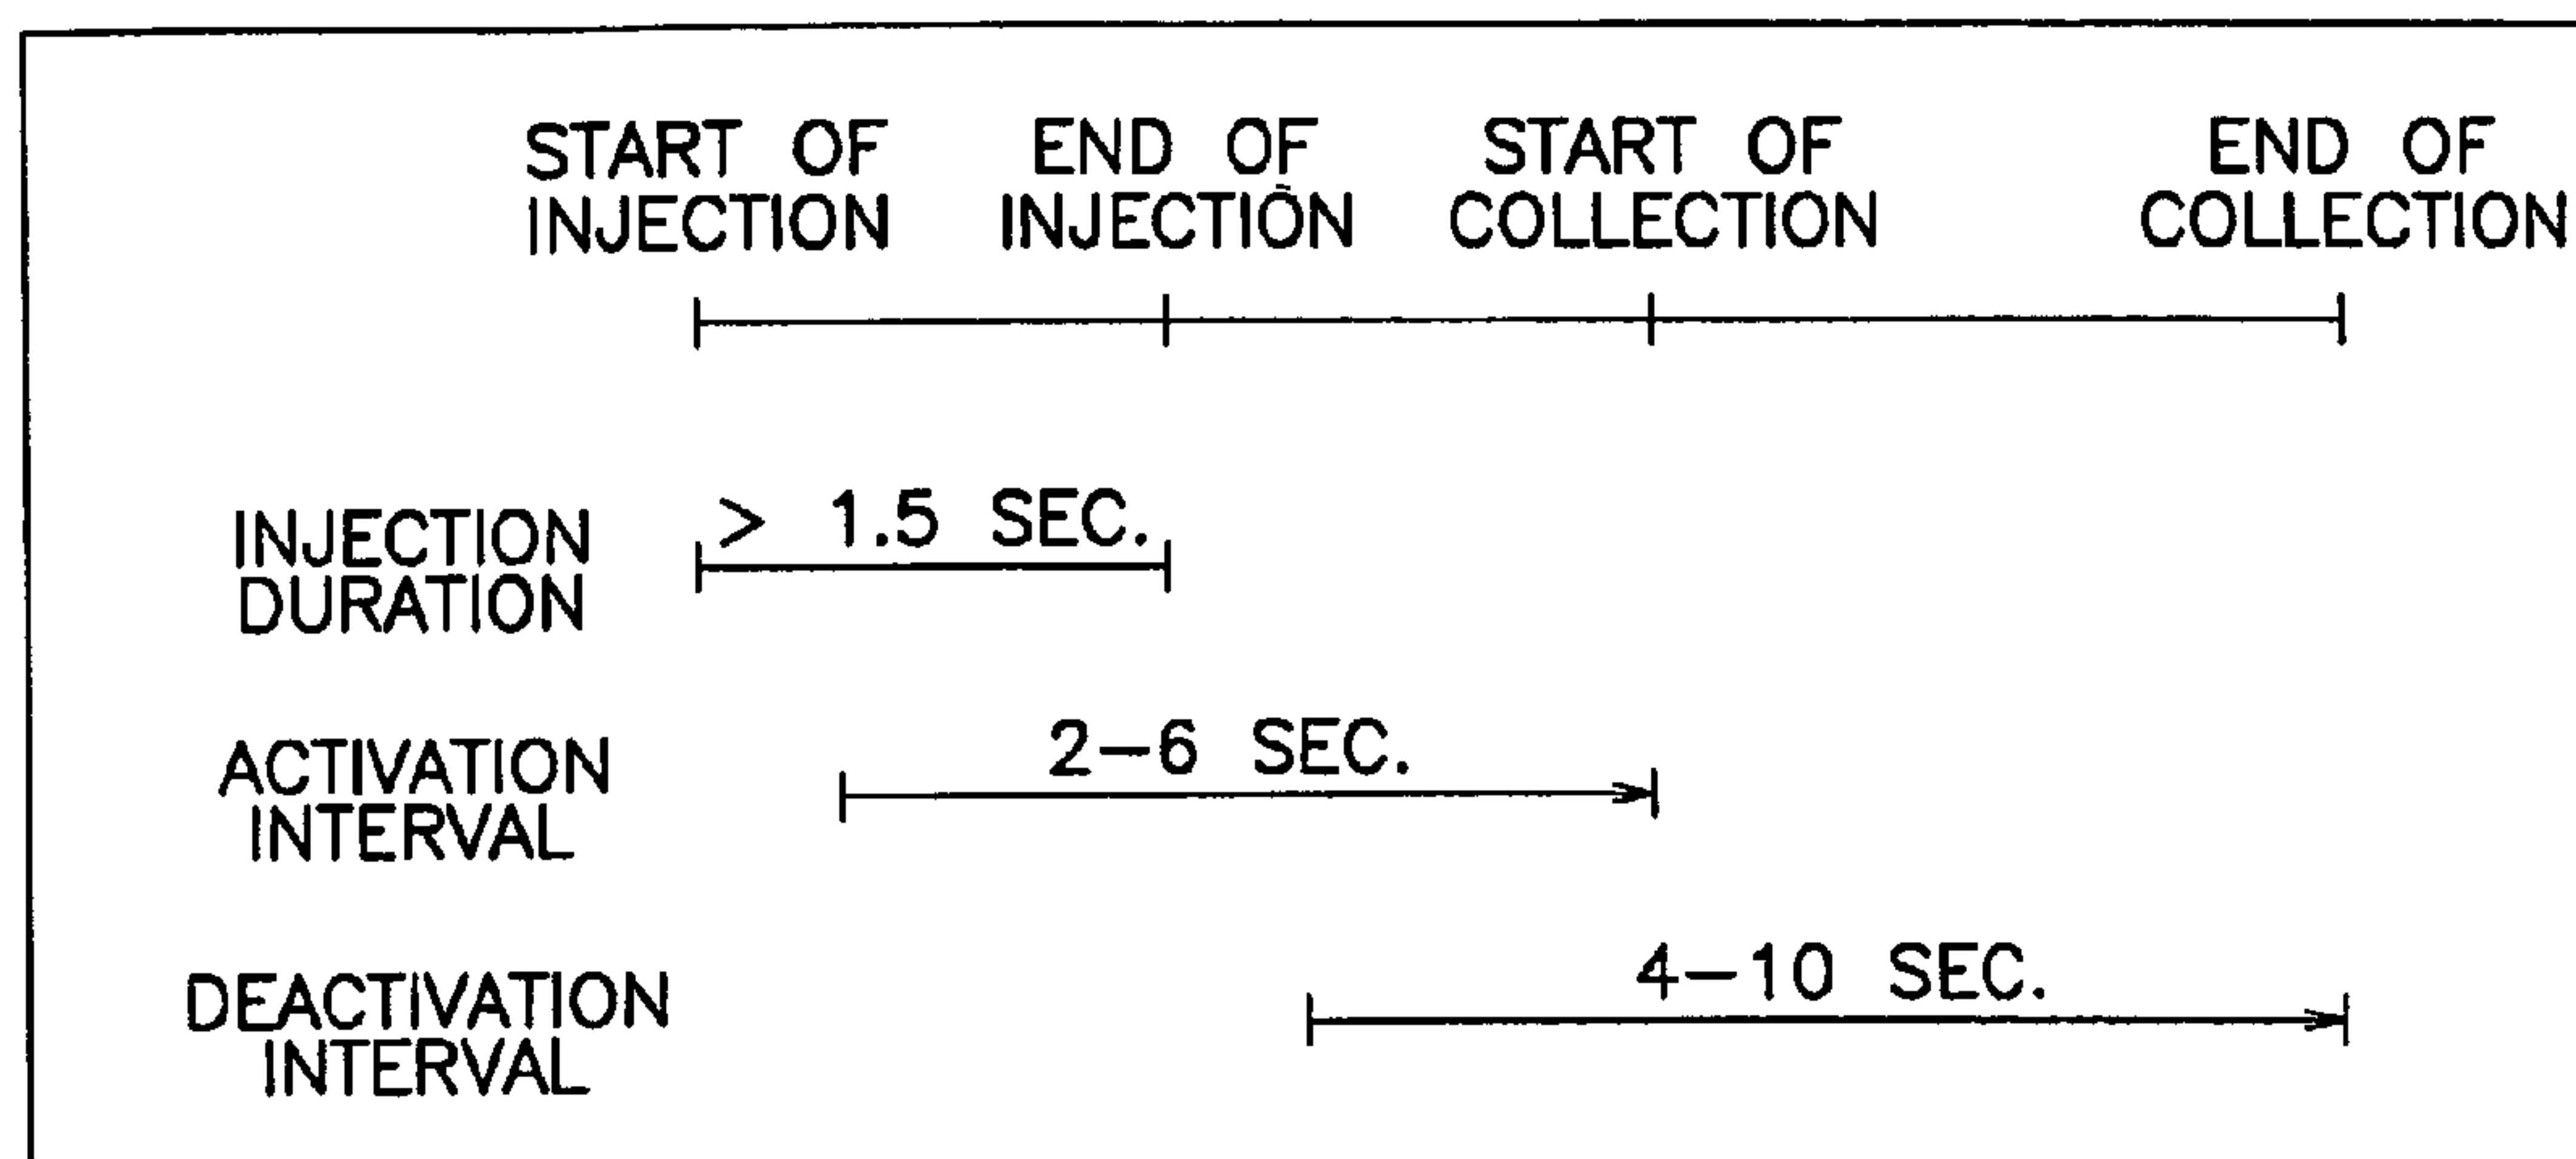 START OF INJECTION
END OF INJECTION
START OF COLLECTION
END OF COLLECTION
INJECTION DURATION
> 1.5 SEC.
ACTIVATION INTERVAL
2-6 SEC.
DEACTIVATION INTERVAL
4-10 SEC.